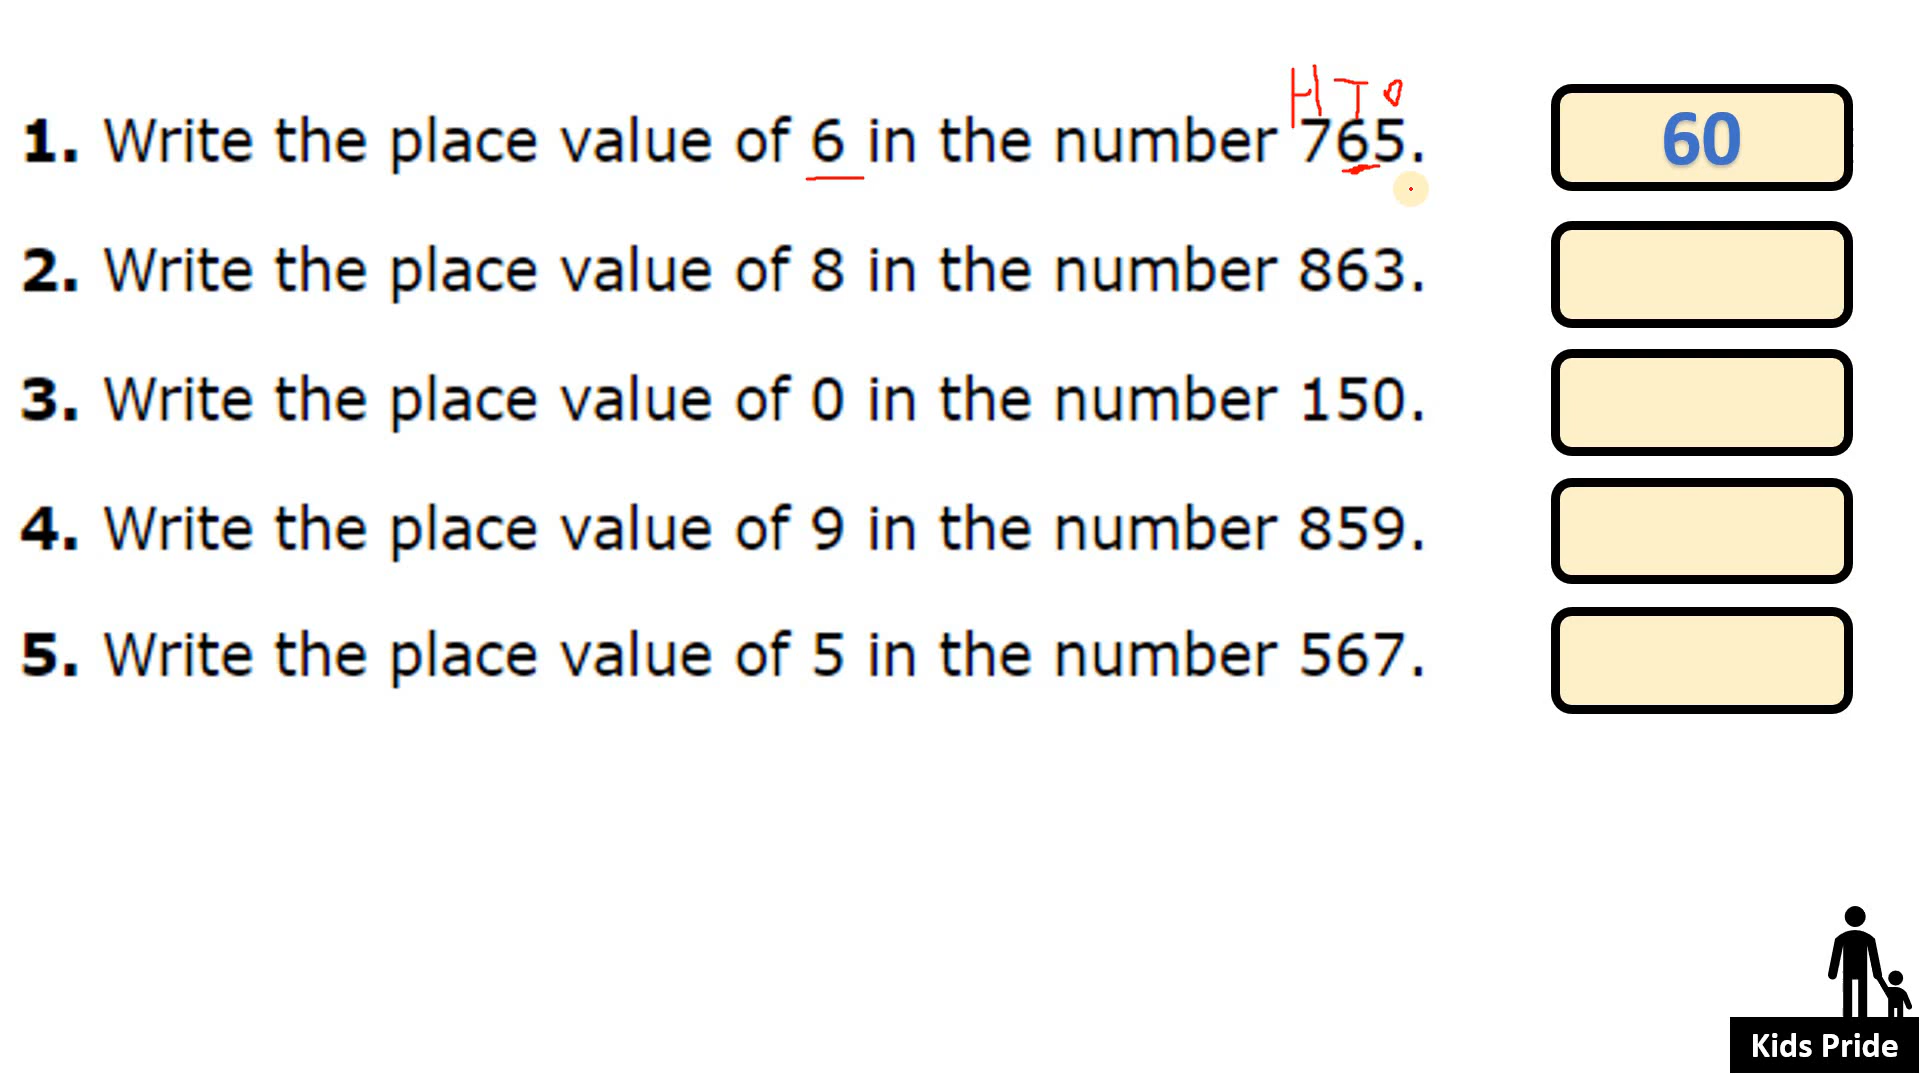 H T O
1. Write the place value of 6 in the number 765. 60
2. Write the place value of 8 in the number 863.
3. Write the place value of 0 in the number 150.
4. Write the place value of 9 in the number 859.
5. Write the place value of 5 in the number 567.
Kids Pride